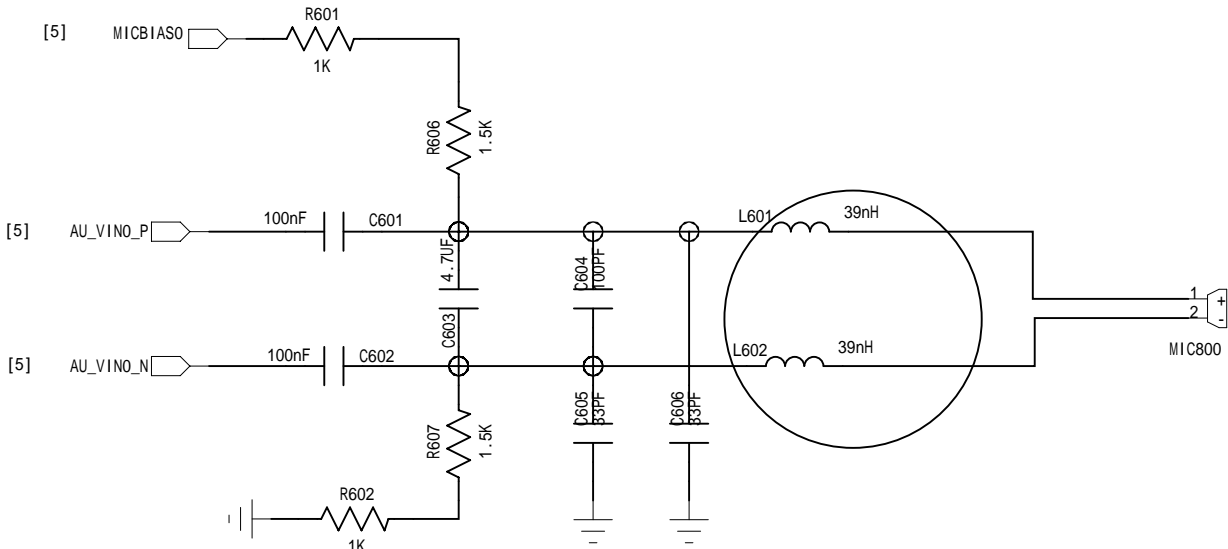 R601
[5] MICBIAS0
1K
R606
1.5K
[5] AU_VIN0_P
100nF
C601
L601
39nH
4.7UF
C603
C604
100PF
1 +
2 -
MIC800
[5] AU_VIN0_N
100nF
C602
L602
39nH
R607
1.5K
C605
33PF
C606
33PF
R602
1K